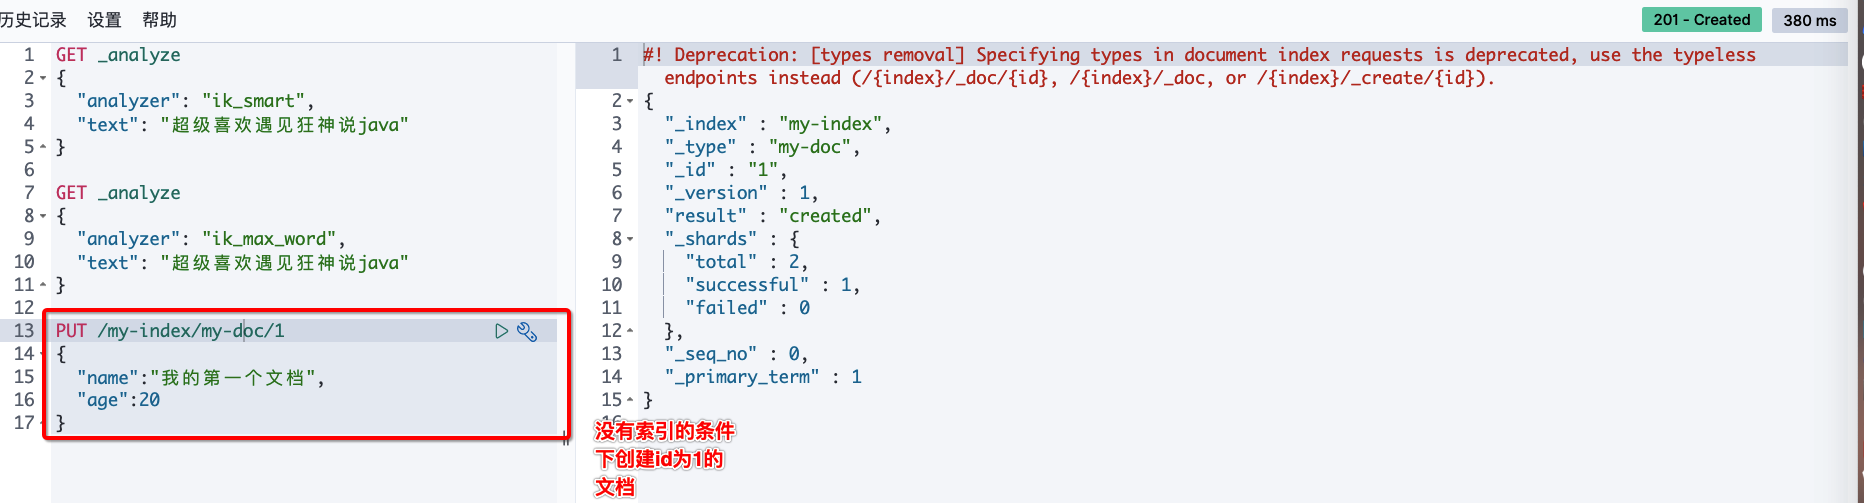 历史记录 设置 帮助
201 - Created 380 ms
1 GET _analyze
2 {
3 "analyzer": "ik_smart",
4 "text": "超级喜欢遇见狂神说java"
5 }
6
7 GET _analyze
8 {
9 "analyzer": "ik_max_word",
10 "text": "超级喜欢遇见狂神说java"
11 }
12
13 PUT /my-index/my-doc/1
14 {
15 "name":"我的第一个文档",
16 "age":20
17 }
1 #! Deprecation: [types removal] Specifying types in document index requests is deprecated, use the typeless
endpoints instead (/{index}/_doc/{id}, /{index}/_doc, or /{index}/_create/{id}).
2 {
3 "_index" : "my-index",
4 "_type" : "my-doc",
5 "_id" : "1",
6 "_version" : 1,
7 "result" : "created",
8 "_shards" : {
9 "total" : 2,
10 "successful" : 1,
11 "failed" : 0
12 },
13 "_seq_no" : 0,
14 "_primary_term" : 1
15 }
没有索引的条件
下创建id为1的
文档